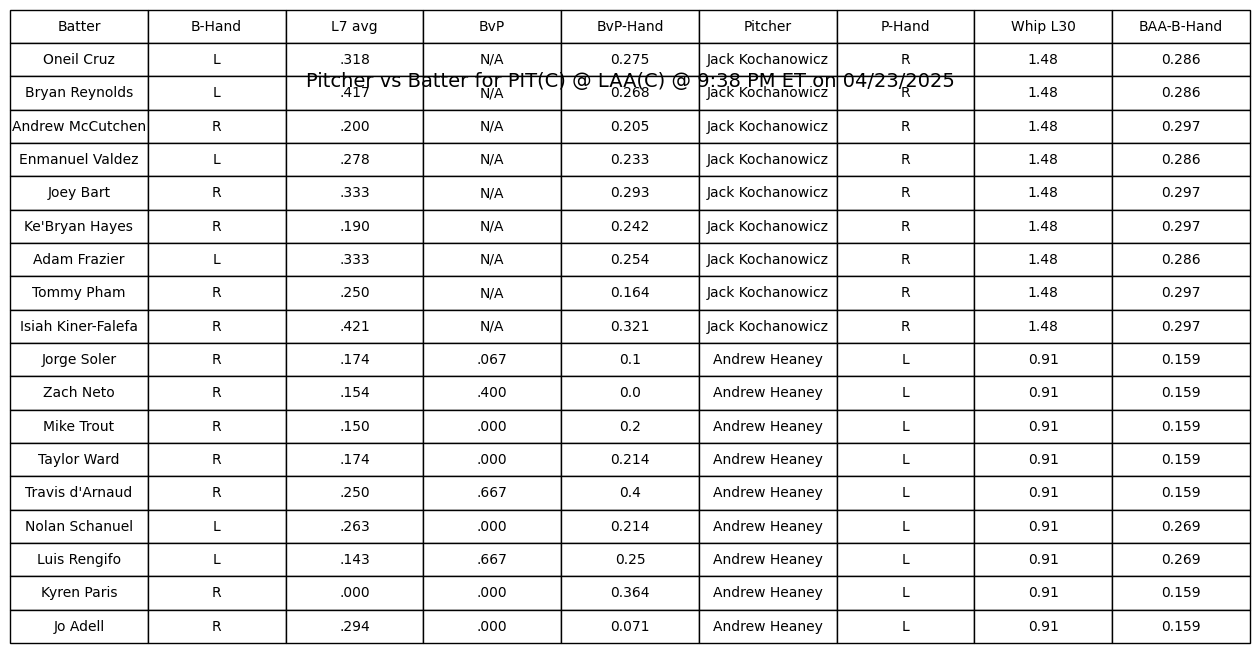 Batter B-Hand L7 avg BvP BvP-Hand Pitcher P-Hand Whip L30 BAA-B-Hand
Oneil Cruz L .318 N/A 0.275 Jack Kochanowicz R 1.48 0.286
Pitcher vs Batter for PIT(C) @ LAA(C) @ 9:38 PM ET on 04/23/2025
Bryan Reynolds L .417 N/A 0.268 Jack Kochanowicz R 1.48 0.286
Andrew McCutchen R .200 N/A 0.205 Jack Kochanowicz R 1.48 0.297
Enmanuel Valdez L .278 N/A 0.233 Jack Kochanowicz R 1.48 0.286
Joey Bart R .333 N/A 0.293 Jack Kochanowicz R 1.48 0.297
Ke'Bryan Hayes R .190 N/A 0.242 Jack Kochanowicz R 1.48 0.297
Adam Frazier L .333 N/A 0.254 Jack Kochanowicz R 1.48 0.286
Tommy Pham R .250 N/A 0.164 Jack Kochanowicz R 1.48 0.297
Isiah Kiner-Falefa R .421 N/A 0.321 Jack Kochanowicz R 1.48 0.297
Jorge Soler R .174 .067 0.1 Andrew Heaney L 0.91 0.159
Zach Neto R .154 .400 0.0 Andrew Heaney L 0.91 0.159
Mike Trout R .150 .000 0.2 Andrew Heaney L 0.91 0.159
Taylor Ward R .174 .000 0.214 Andrew Heaney L 0.91 0.159
Travis d'Arnaud R .250 .667 0.4 Andrew Heaney L 0.91 0.159
Nolan Schanuel L .263 .000 0.214 Andrew Heaney L 0.91 0.269
Luis Rengifo L .143 .667 0.25 Andrew Heaney L 0.91 0.269
Kyren Paris R .000 .000 0.364 Andrew Heaney L 0.91 0.159
Jo Adell R .294 .000 0.071 Andrew Heaney L 0.91 0.159